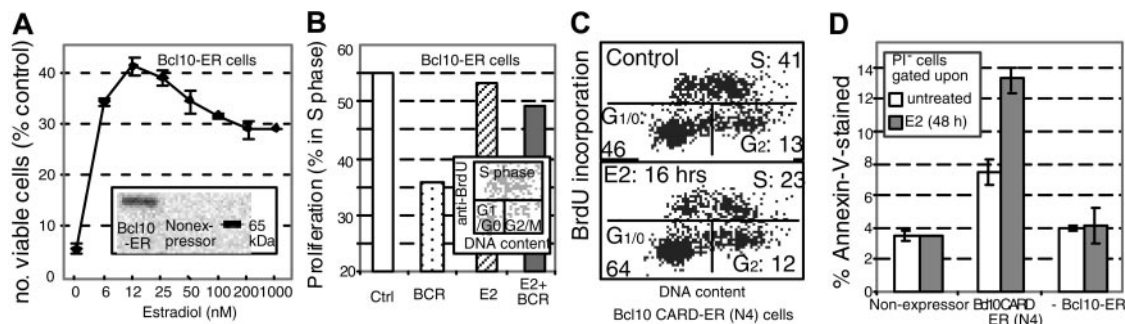 A
Bcl10-ER cells
no. viable cells (% control)
40
30
20
10
0
Bcl10
-ER
Nonex-
pressor
65
kDa
0 6 12 25 50 100 200 1000
Estradiol (nM)
B
Bcl10-ER cells
Proliferation (% in S phase)
60
50
40
30
20
anti-BrdU
S phase
G1
/G0 G2/M
DNA content
Ctrl BCR E2 E2+
BCR
C
BrdU incorporation
Control
S: 41
G1/0:
46
G2: 13
E2: 16 hrs
S: 23
G1/0
64
G2: 12
DNA content
Bcl10 CARD-ER (N4) cells
D
% Annexin-V-stained
PI- cells
gated upon
untreated
E2 (48 h)
14
12
10
8
6
4
2
0
Non-expressor Bcl10CARD - Bcl10-ER
ER (N4)